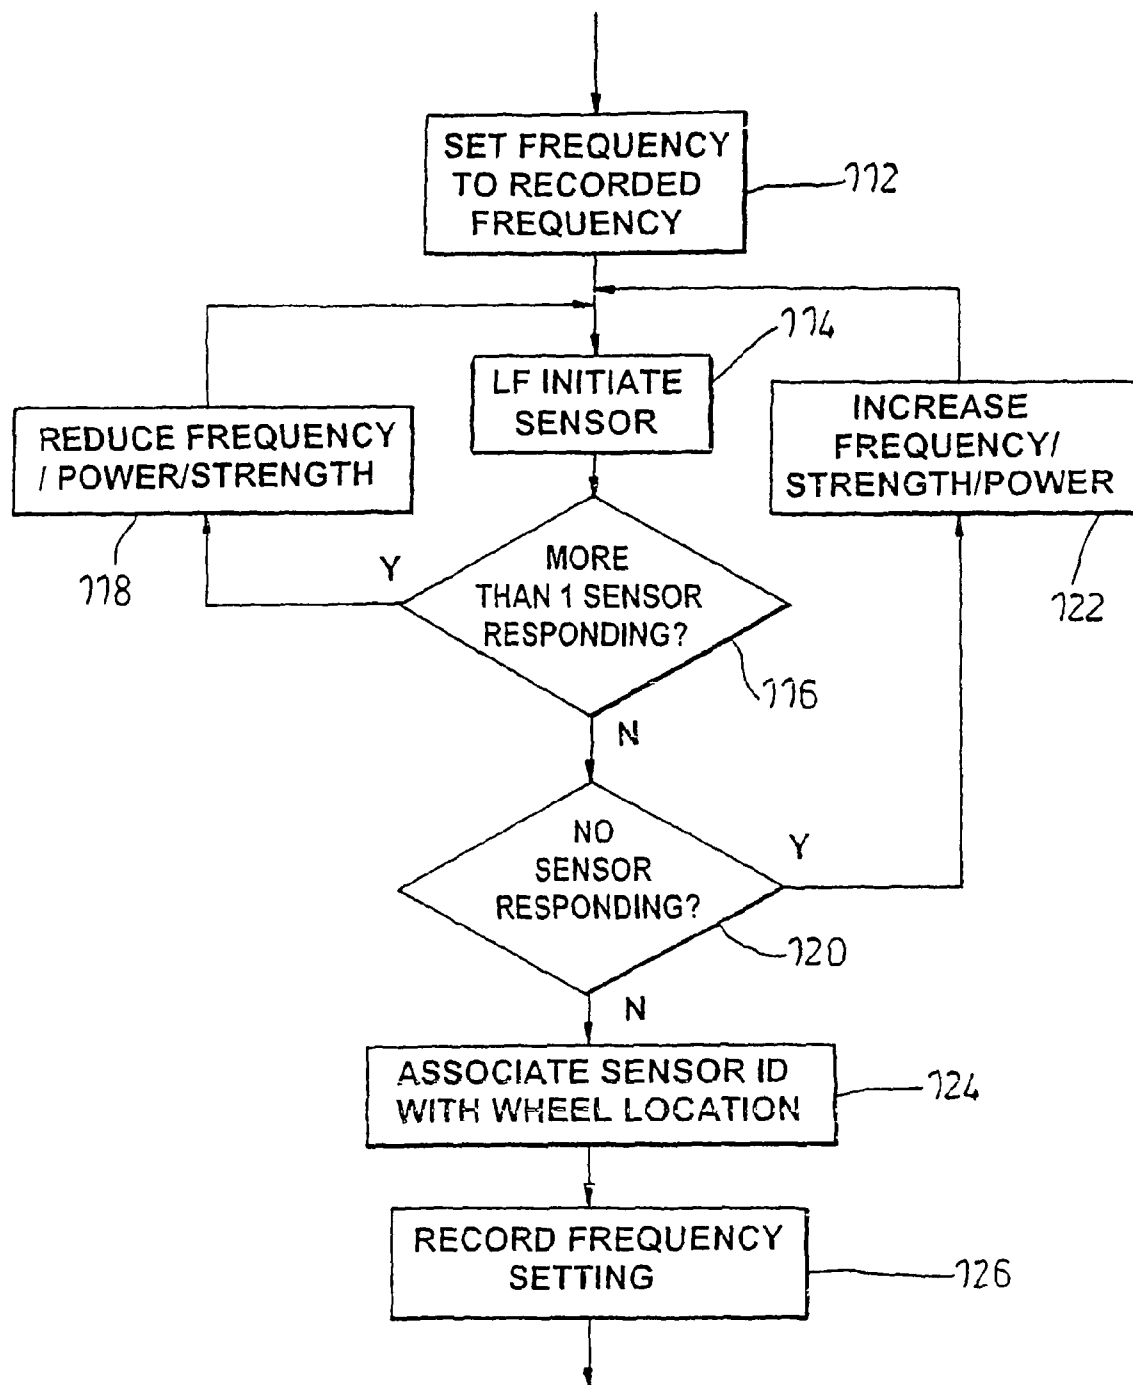 SET FREQUENCY
TO RECORDED
FREQUENCY
112
114
LF INITIATE
SENSOR
REDUCE FREQUENCY
/ POWER/STRENGTH
118
INCREASE
FREQUENCY/
STRENGTH/POWER
122
Y
MORE
THAN 1 SENSOR
RESPONDING?
116
N
NO
SENSOR
RESPONDING?
Y
120
N
ASSOCIATE SENSOR ID
WITH WHEEL LOCATION
124
RECORD FREQUENCY
SETTING
126